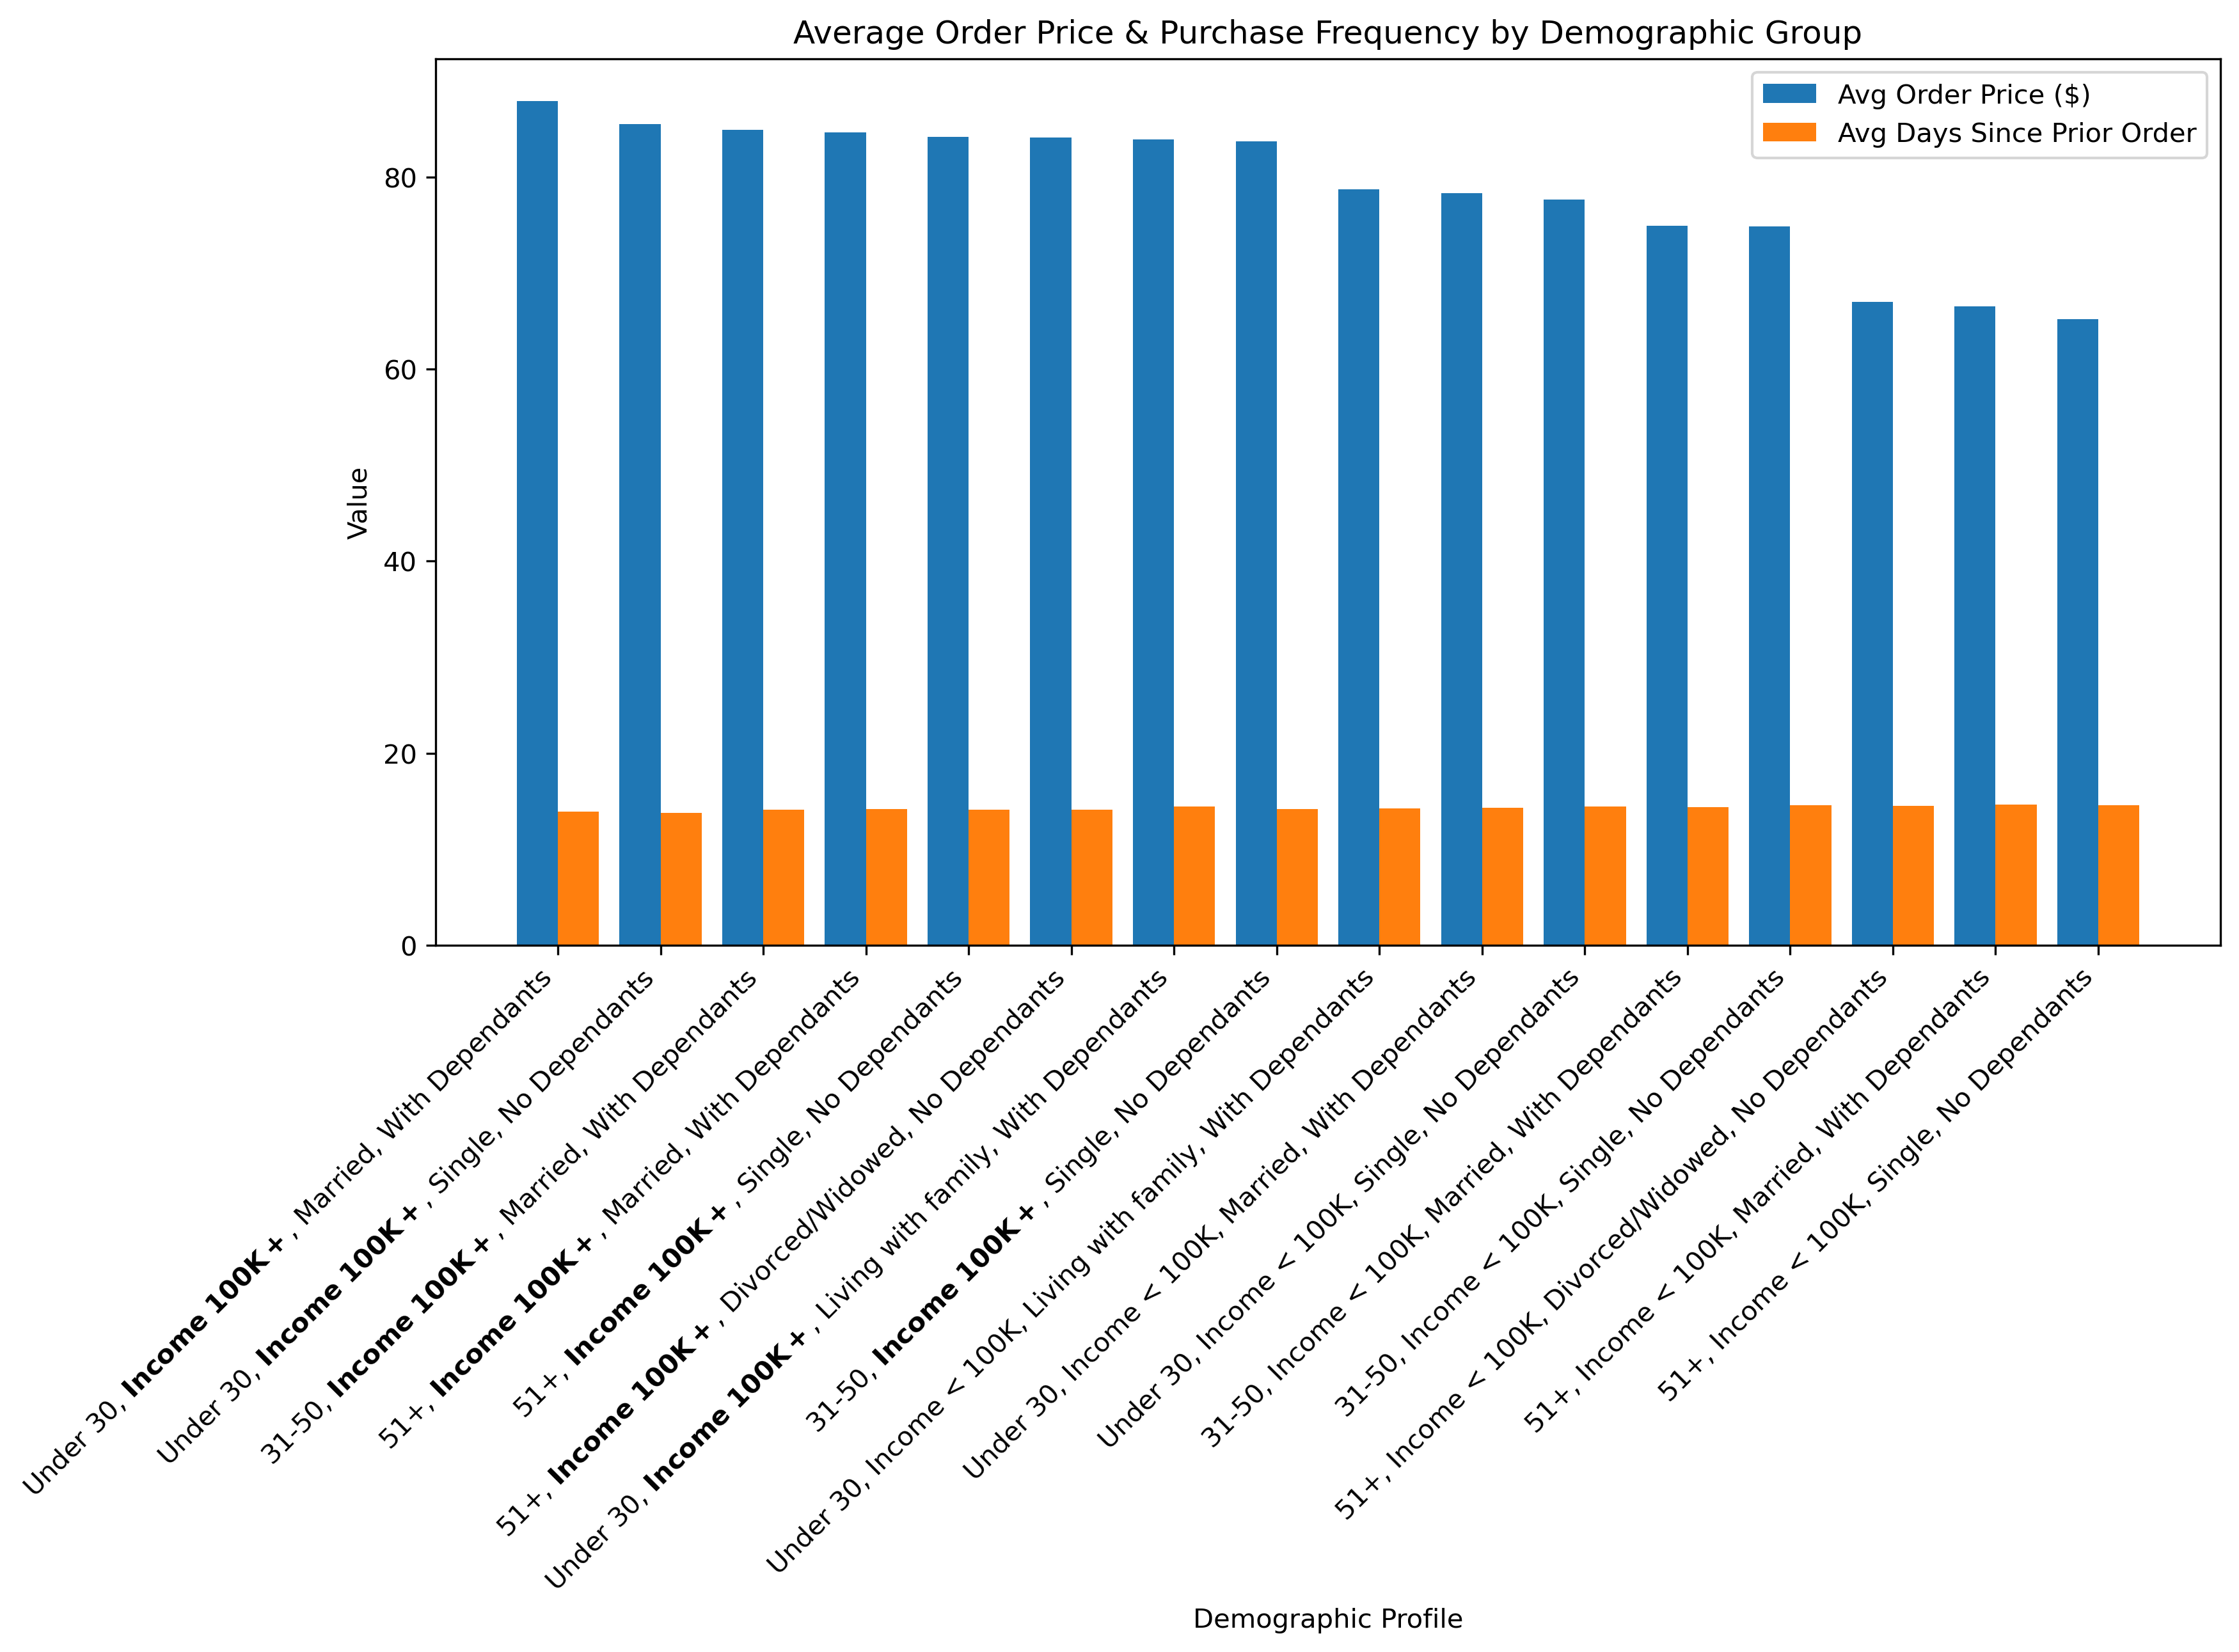 Average Order Price & Purchase Frequency by Demographic Group
Avg Order Price ($)
Avg Days Since Prior Order
Value
80
60
40
20
0
Under 30, Income 100K+, Married, With Dependants
Under 30, Income 100K+, Single, No Dependants
31-50, Income 100K+, Married, With Dependants
51+, Income 100K+, Married, With Dependants
51+, Income 100K+, Single, No Dependants
51+, Income 100K+, Divorced/Widowed, No Dependants
Under 30, Income 100K+, Living with family, With Dependants
31-50, Income 100K+, Single, No Dependants
Under 30, Income < 100K, Living with family, With Dependants
Under 30, Income < 100K, Married, With Dependants
Under 30, Income < 100K, Single, No Dependants
31-50, Income < 100K, Married, With Dependants
31-50, Income < 100K, Single, No Dependants
51+, Income < 100K, Divorced/Widowed, No Dependants
51+, Income < 100K, Married, With Dependants
51+, Income < 100K, Single, No Dependants
Demographic Profile